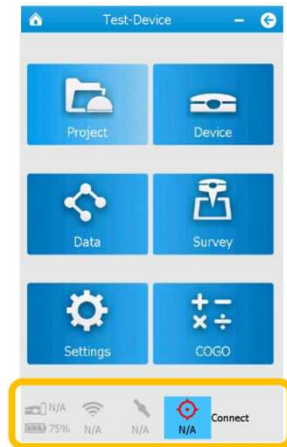 Test-Device
Project
Device
Data
Survey
Settings
COGO
N/A
75%
N/A
N/A
N/A
Connect